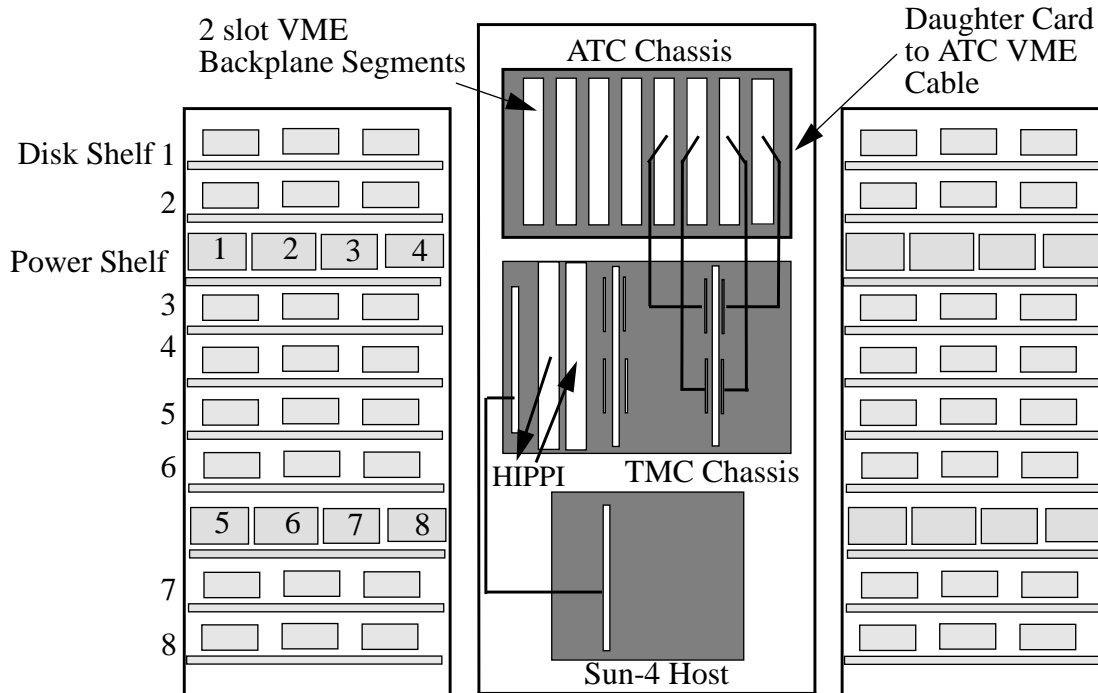 2 slot VME
Backplane Segments
ATC Chassis
Daughter Card
to ATC VME
Cable
Disk Shelf 1
2
Power Shelf
1 2 3 4
3
4
5
6
5 6 7 8
7
8
HIPPI
TMC Chassis
Sun-4 Host